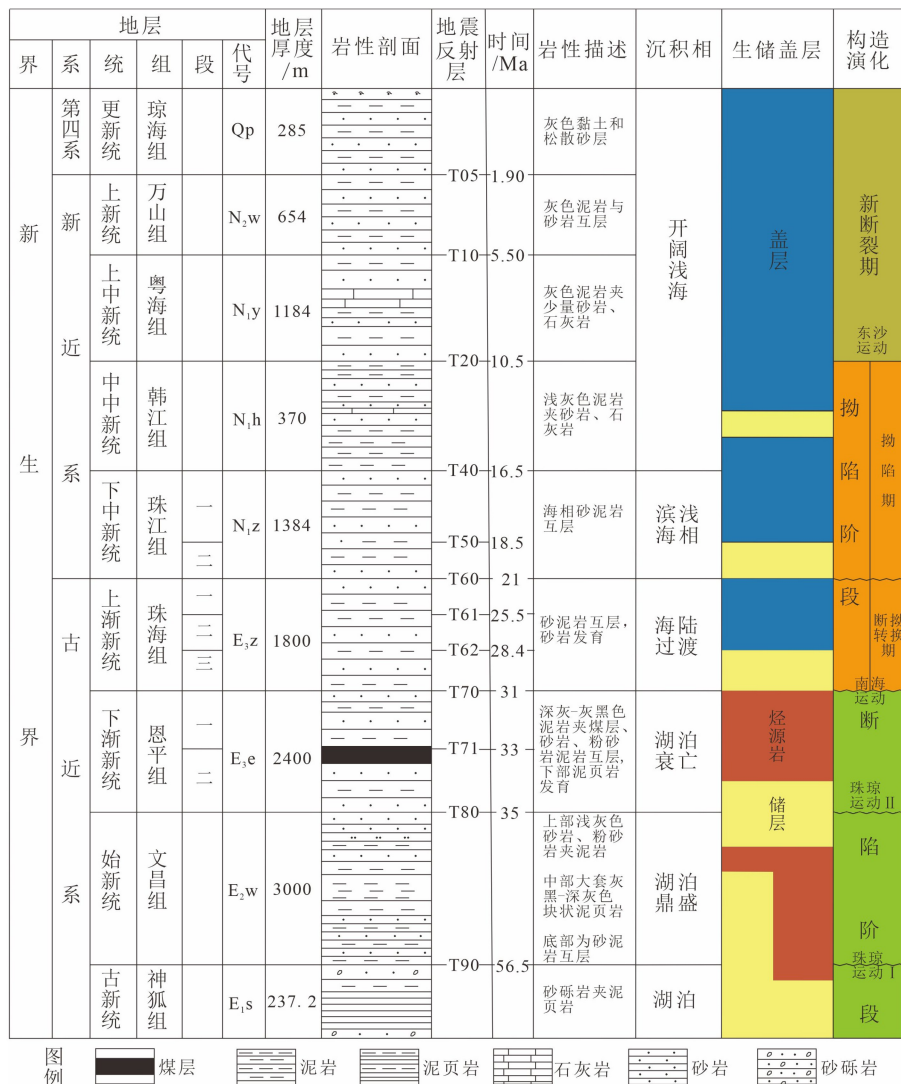 地层
地层厚度/m
岩性剖面
地震反射层
时间/Ma
岩性描述
沉积相
生储盖层
构造演化
界 系 统 组 段 代号
新生界
第四系
更新统
琼海组
Qp
285
灰色黏土和
松散砂层
开阔浅海
盖层
新断裂期
T05
1.90
新近系
上新统
万山组
N₂w
654
灰色泥岩与
砂岩互层
T10
5.50
上中新统
粤海组
N₁y
1184
灰色泥岩夹
少量砂岩、
石灰岩
东沙
运动
T20
10.5
中中新统
韩江组
N₁h
370
浅灰色泥岩
夹砂岩、石
灰岩
拗陷阶段
拗陷期
T40
16.5
下中新统
珠江组
一
二
N₁z
1384
海相砂泥岩
互层
滨浅
海相
T50
18.5
T60
21
古近系
上渐新统
珠海组
一
二
三
E₃z
1800
T61
25.5
T62
28.4
砂泥岩互层,
砂岩发育
海陆
过渡
断拗转换期
南海
运动
T70
31
下渐新统
恩平组
一
二
E₃e
2400
T71
33
深灰-灰黑色
泥岩夹煤层、
砂岩、粉砂
岩泥岩互层,
下部泥页岩
发育
湖泊
衰亡
烃源岩
断陷阶段
珠琼
运动Ⅱ
T80
35
储层
始新统
文昌组
E₂w
3000
上部浅灰色
砂岩、粉砂
岩夹泥岩
中部大套灰
黑-深灰色
块状泥页岩
底部为砂泥
岩互层
湖泊
鼎盛
珠琼
运动Ⅰ
T90
56.5
古新统
神狐组
E₁s
237.2
砂砾岩夹泥
页岩
湖泊
图例
煤层 泥岩 泥页岩 石灰岩 砂岩 砂砾岩